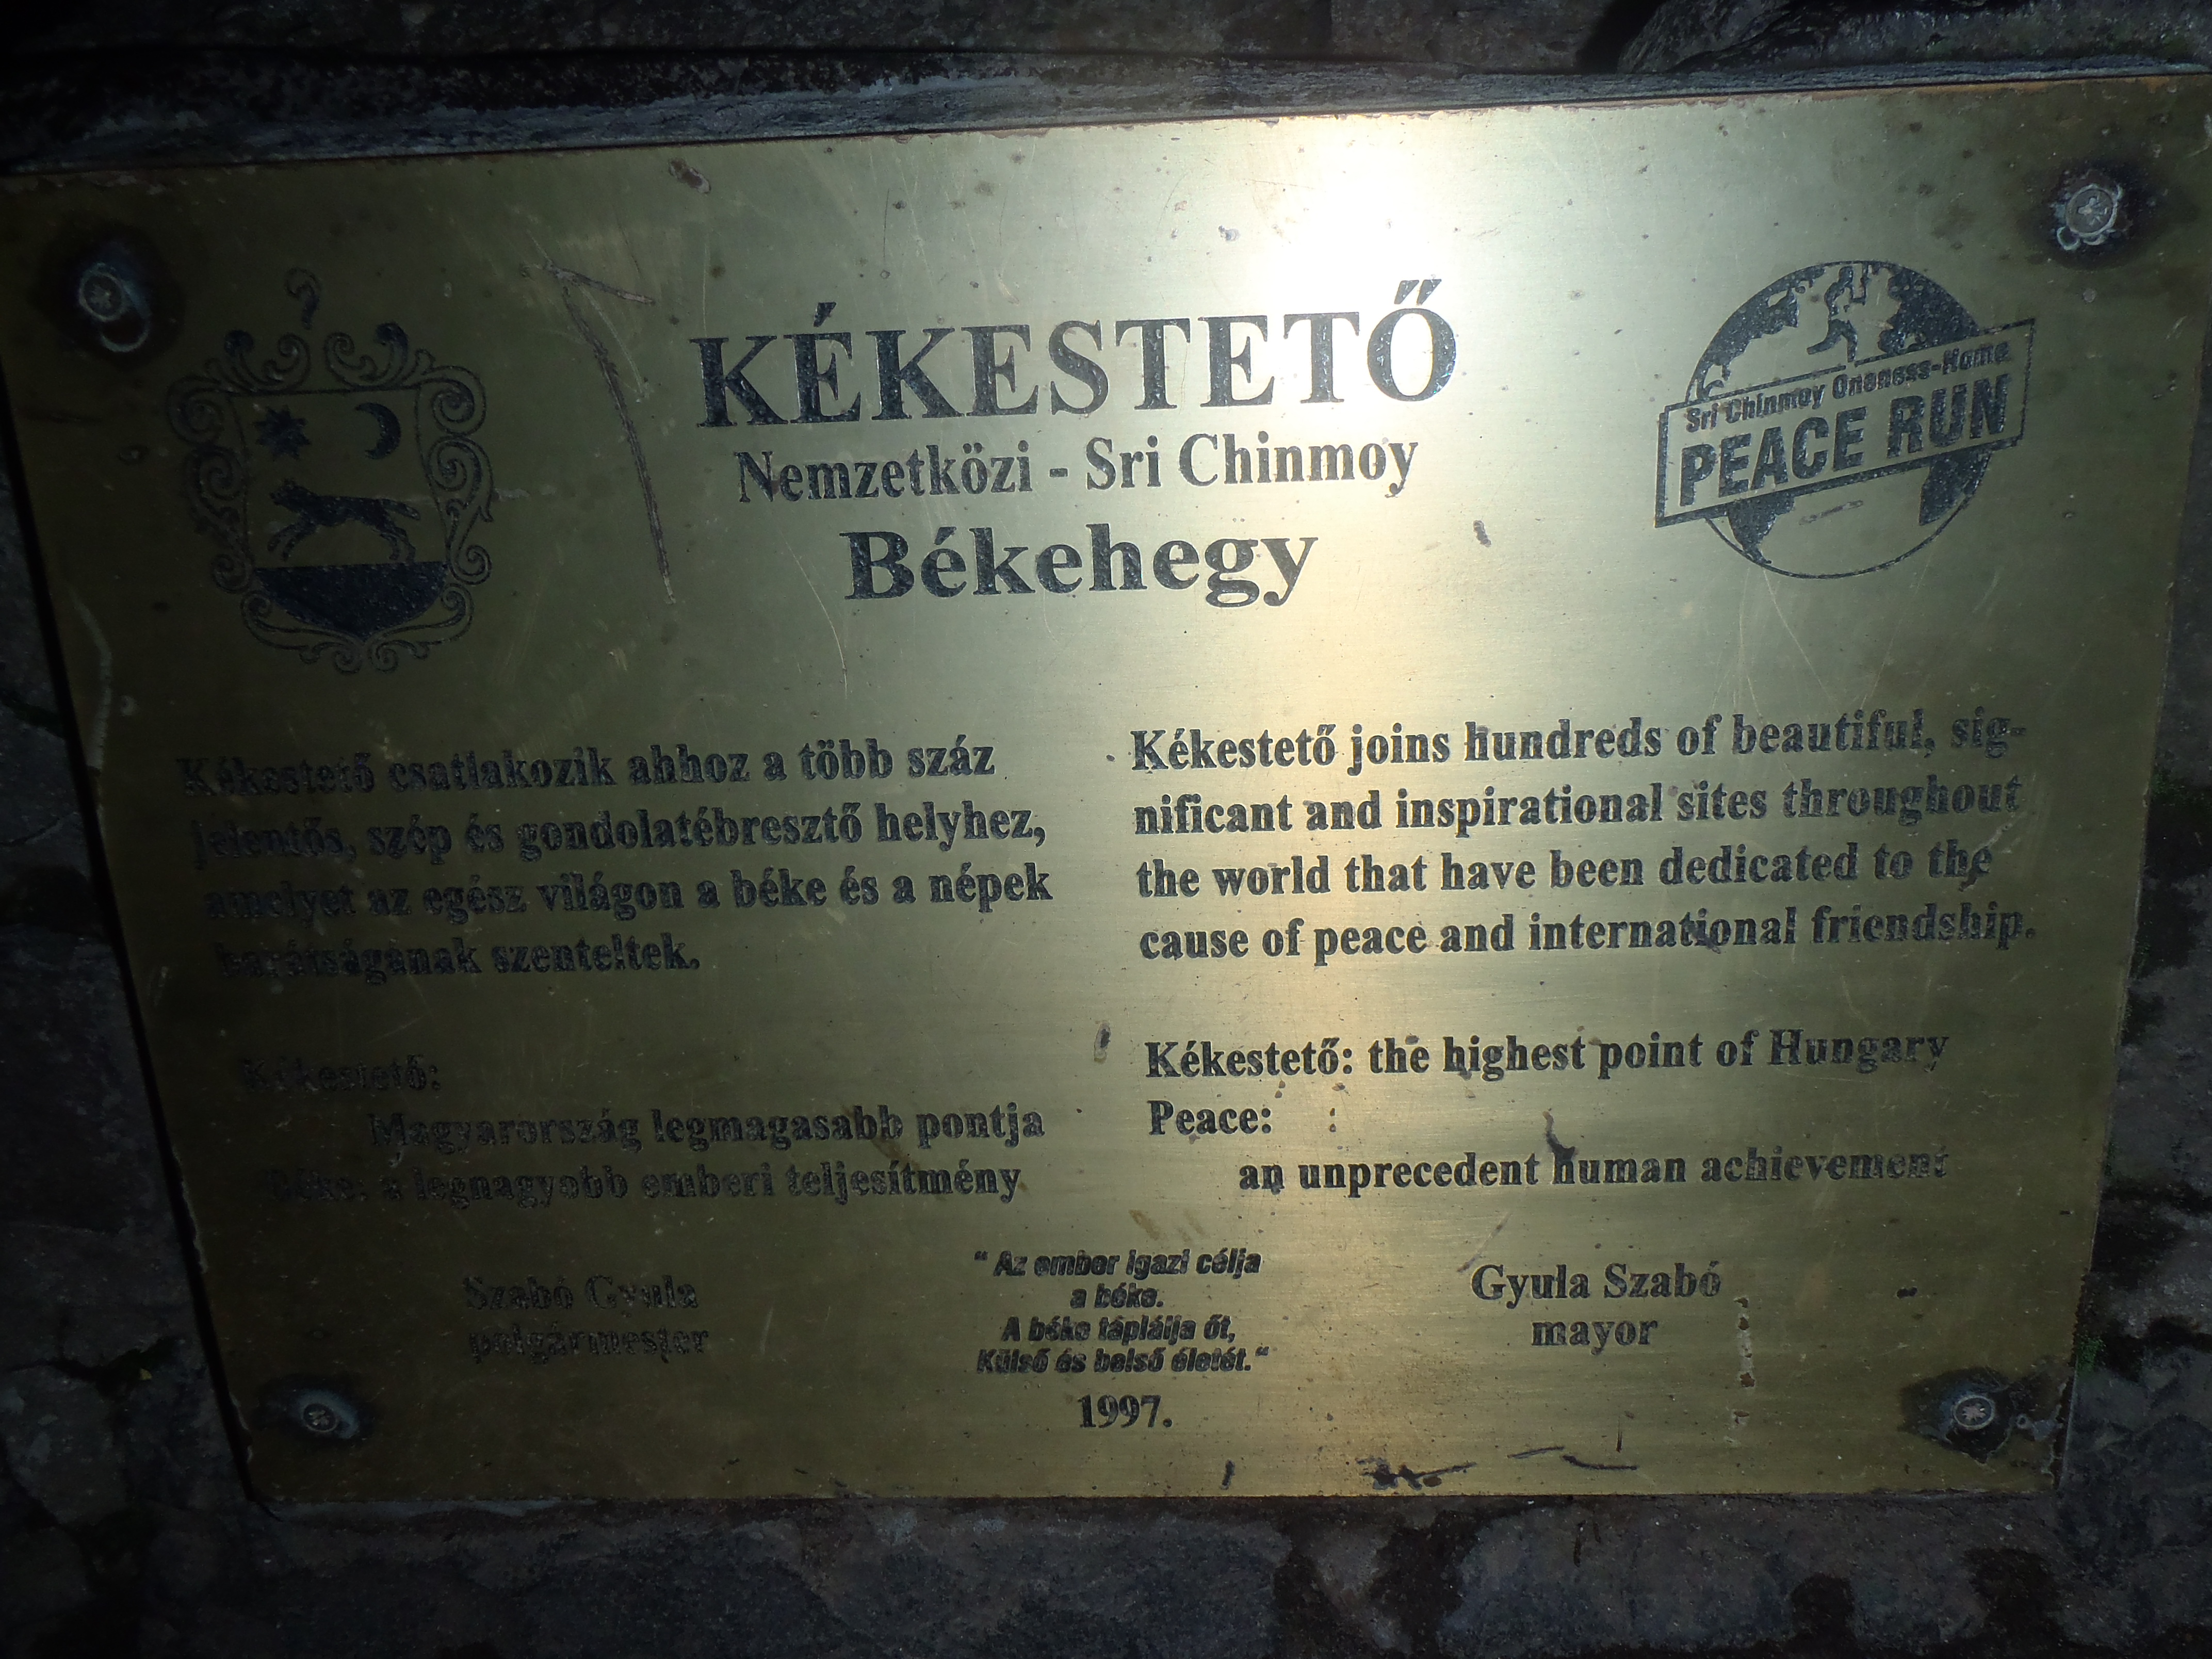 KÉKESTETŐ
Nemzetközi - Sri Chinmoy
Békehegy
Sri Chinmoy Oneness-Home
PEACE RUN
Kékestető csatlakozik ahhoz a több száz
jelentős, szép és gondolatébresztő helyhez,
amelyet az egész világon a béke és a népek
barátságának szenteltek.
Kékestető:
Magyarország legmagasabb pontja
Béke: a legnagyobb emberi teljesítmény
Szabó Gyula
polgármester
Kékestető joins hundreds of beautiful, sig-
nificant and inspirational sites throughout
the world that have been dedicated to the
cause of peace and international friendship.
Kékestető: the highest point of Hungary
Peace:
an unprecedent human achievement
Gyula Szabó
mayor
“ Az ember igazi célja
a béke.
A béke táplálja őt,
Külső és belső életét.“
1997.